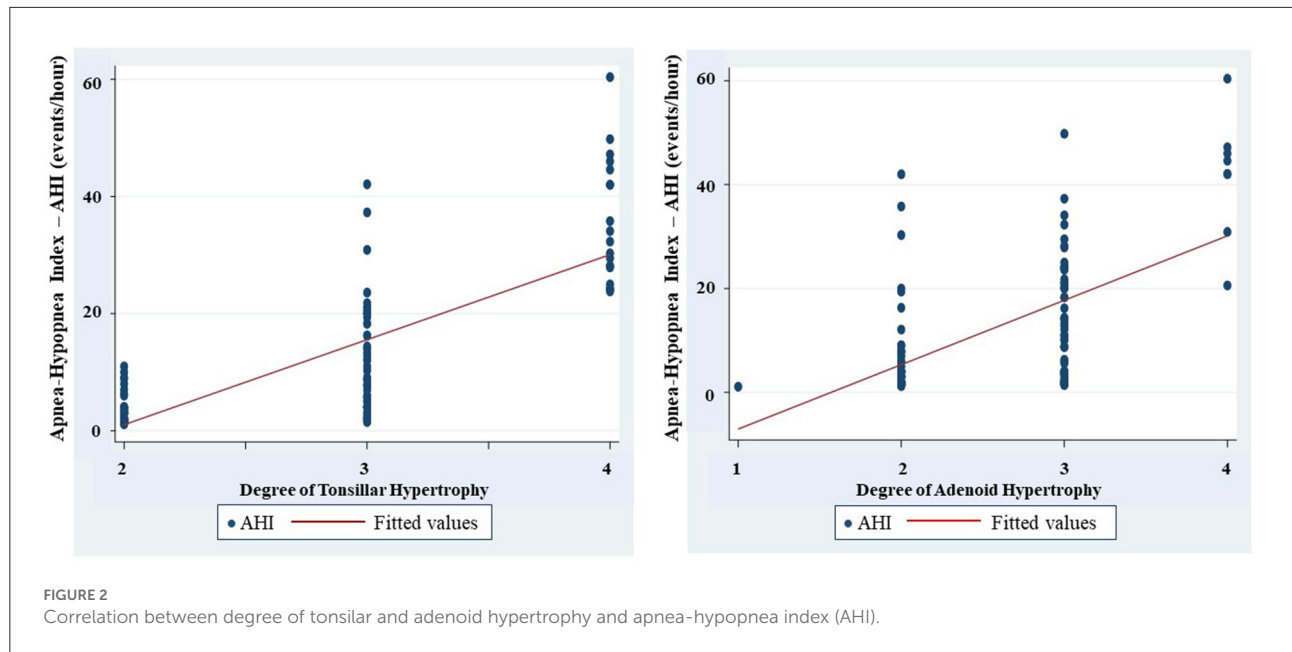 Apnea-Hypopnea Index – AHI (events/hour)
60
40
20
0
2 3 4
Degree of Tonsillar Hypertrophy
AHI Fitted values
Apnea-Hypopnea Index – AHI (events/hour)
60
40
20
0
1 2 3 4
Degree of Adenoid Hypertrophy
AHI Fitted values
FIGURE 2
Correlation between degree of tonsilar and adenoid hypertrophy and apnea-hypopnea index (AHI).